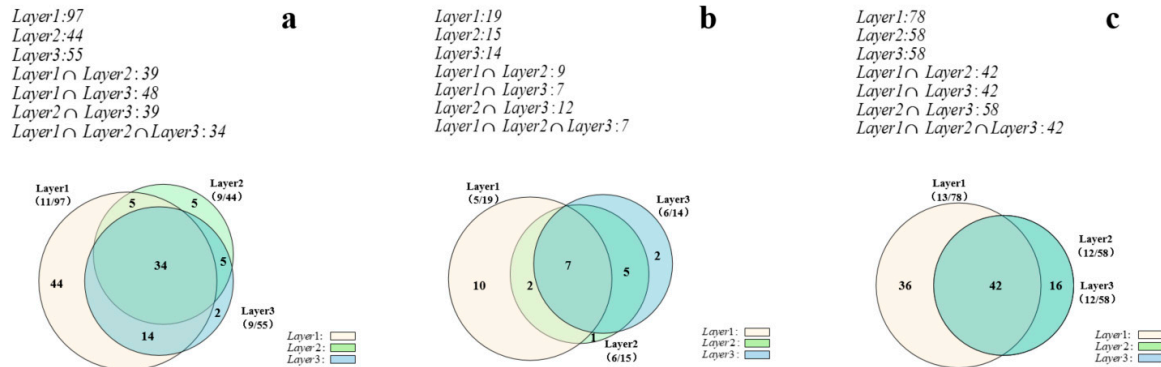 Layer1:97
Layer2:44
Layer3:55
Layer1∩ Layer2:39
Layer1∩ Layer3:48
Layer2∩ Layer3:39
Layer1∩ Layer2∩Layer3:34
a
Layer1
(11/97)
Layer2
(9/44)
5
5
34
5
44
2
14
Layer3
(9/55)
Layer1:
Layer2:
Layer3:
Layer1:19
Layer2:15
Layer3:14
Layer1∩ Layer2:9
Layer1∩ Layer3:7
Layer2∩ Layer3:12
Layer1∩ Layer2∩Layer3:7
b
Layer1
(5/19)
Layer3
(6/14)
7
2
5
10
2
1
Layer2
(6/15)
Layer1:
Layer2:
Layer3:
Layer1:78
Layer2:58
Layer3:58
Layer1∩ Layer2:42
Layer1∩ Layer3:42
Layer2∩ Layer3:58
Layer1∩ Layer2∩Layer3:42
c
Layer1
(13/78)
Layer2
(12/58)
36
42
16
Layer3
(12/58)
Layer1:
Layer2:
Layer3: